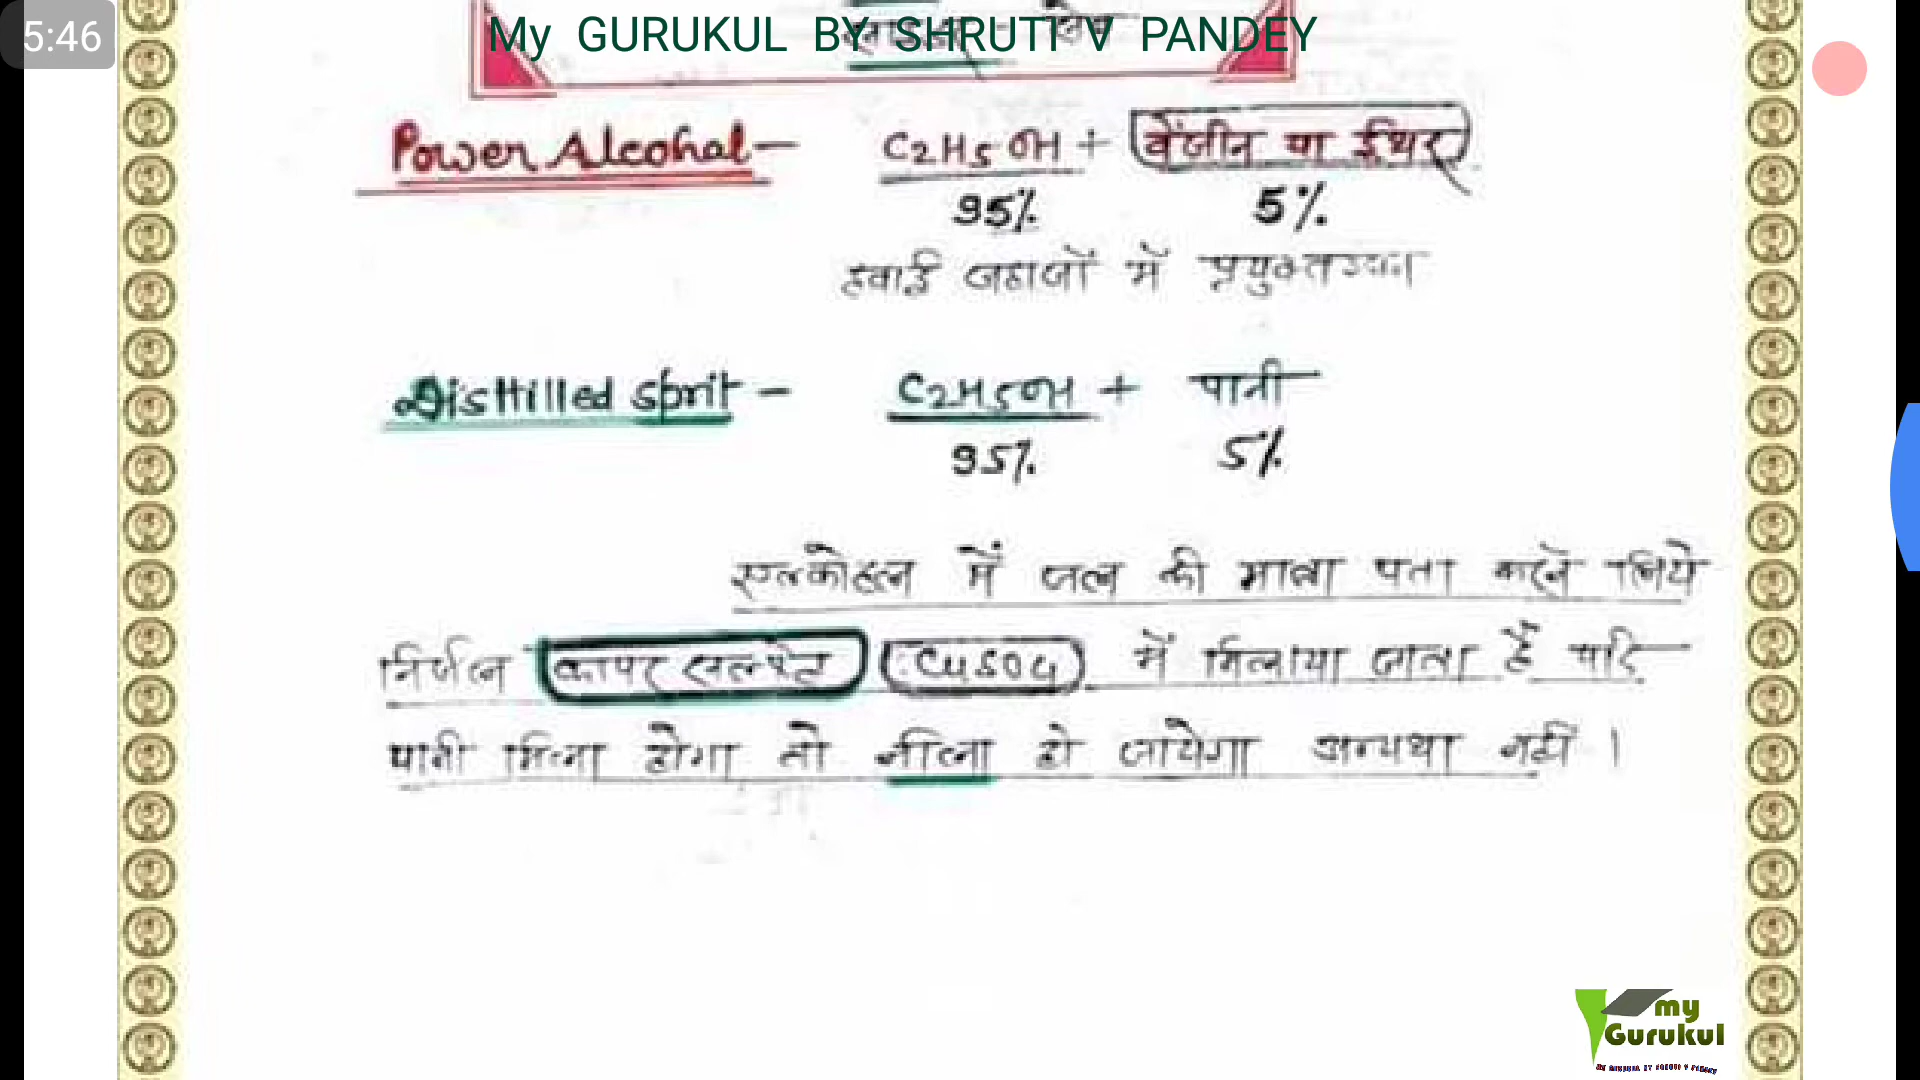 5:46
My GURUKUL BY SHRUTI V PANDEY
Power Alcohal — C2H5OH + बेंजीन या ईथर
95% 5%
हवाई जहाजों में प्रयुक्त
Distilled Sprit — C2H5OH + पानी
95% 5%
एल्कोहल में जल की मात्रा पता करने लिये
निर्जल कापर सल्फेट CuSO4 में मिलाया जाता है यदि
पानी मिला होगा तो नीला हो जायेगा अन्यथा नहीं ।
my
Gurukul